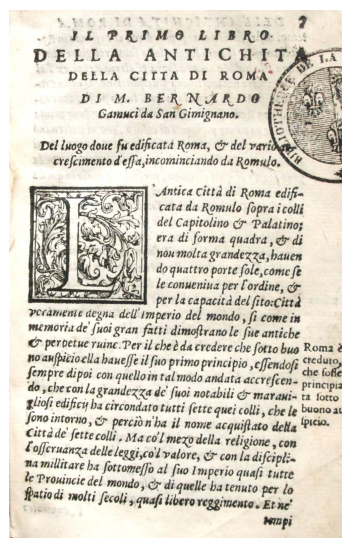 7
IL PRIMO LIBRO
DELLA ANTICHITA
DELLA CITTA DI ROMA
DI M. BERNARDO
Gamuci da San Gimignano.
Del luogo doue fu edificata Roma, & del vario
crescimento d'essa, incominciando da Romulo.
L'Antica Città di Roma edifi-
cata da Romulo sopra i colli
del Capitolino & Palatino;
era di forma quadra, & di
non molta grandezza, hauen
do quattro porte sole, come se
le conueniua per l'ordine, &
per la capacità del sito: Città
veramente degna dell'Imperio del mondo, si come in
memoria de' suoi gran fatti dimostrano le sue antiche
& perpetue ruine. Per il che è da credere che sotto buo
no auspicio ella hauesse il suo primo principio, essendosi
sempre dipoi con quello in tal modo andata accrescen-
do, che con la grandezza de' suoi notabili & maraui-
gliosi edificij ha circondato tutti sette quei colli, che le
sono intorno, & perciò n'ha il nome acquistato della
Città de' sette colli. Ma co'l mezo della religione, con
l'osseruanza delle leggi, co'l valore, & con la discipli-
na militare ha sottomesso al suo Imperio quasi tutte
le Prouincie del mondo, & di quelle ha tenuto per lo
spatio di molti secoli, quasi libero reggimento. Et ne'
tempi
Roma è
creduto,
che fosse
principia
ta sotto
buono au
spicio.
BIBLIOTHEQUE DE LA